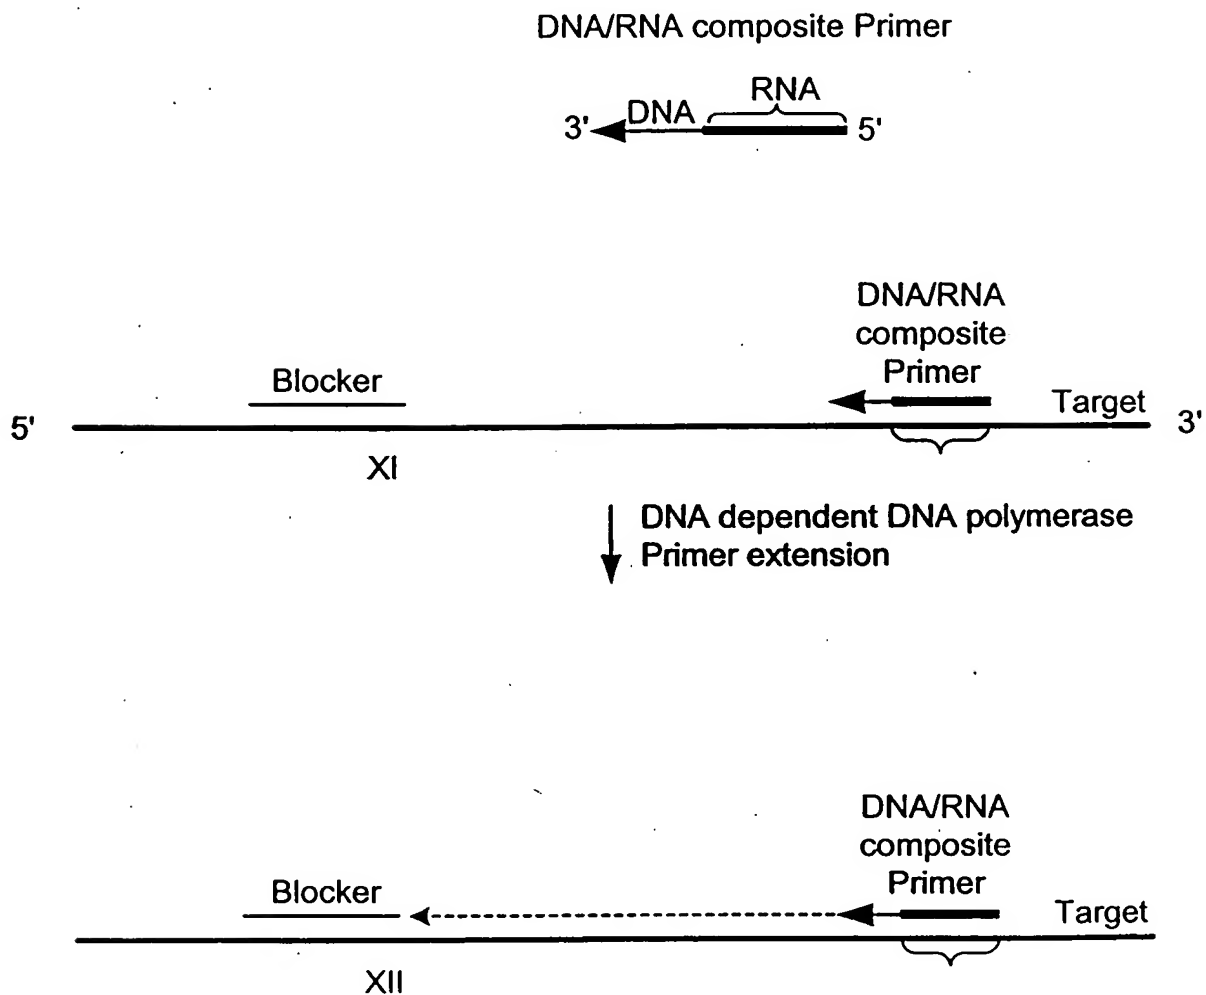 DNA/RNA composite Primer
RNA
DNA
3' 5'
DNA/RNA
composite
Primer
Blocker
Target
5' 3'
XI
DNA dependent DNA polymerase
Primer extension
DNA/RNA
composite
Primer
Blocker
Target
XII